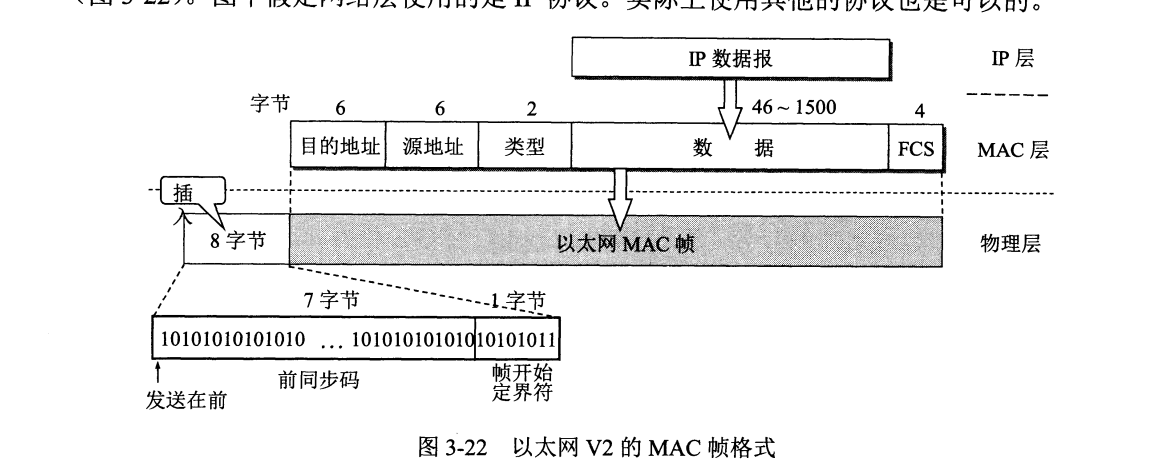 （图 3-22）。图中假定网络层使用的是 IP 协议。实际上使用其他的协议也是可以的。
IP 数据报
IP 层
字节 6 6 2 46 ~ 1500 4
目的地址 源地址 类型 数 据 FCS MAC 层
插入
8 字节 以太网 MAC 帧 物理层
7 字节 1 字节
10101010101010 … 101010101010 10101011
前同步码 帧开始定界符
发送在前
图 3-22 以太网 V2 的 MAC 帧格式